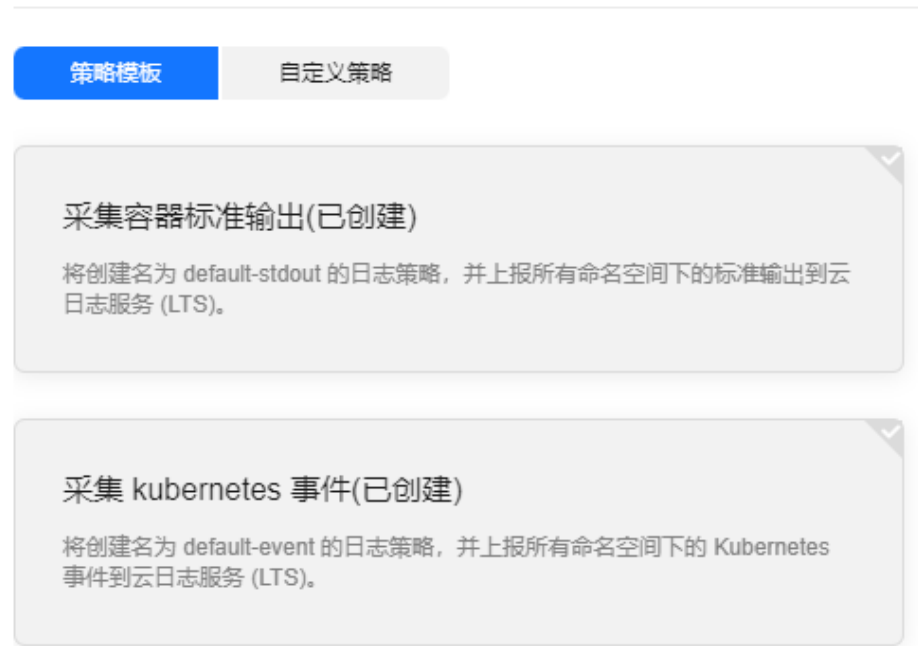 策略模板
自定义策略
采集容器标准输出(已创建)
将创建名为 default-stdout 的日志策略，并上报所有命名空间下的标准输出到云
日志服务 (LTS)。
采集 kubernetes 事件(已创建)
将创建名为 default-event 的日志策略，并上报所有命名空间下的 Kubernetes
事件到云日志服务 (LTS)。